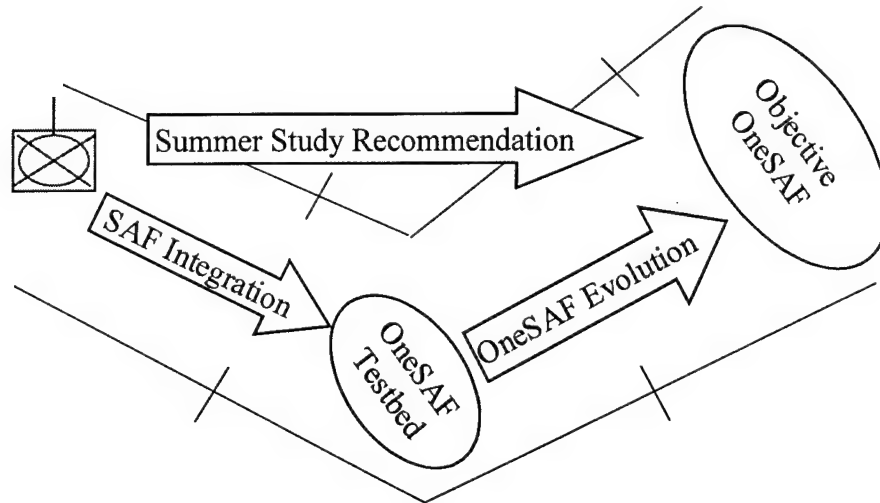 Summer Study Recommendation
Objective
OneSAF
SAF Integration
OneSAF Evolution
OneSAF
Testbed